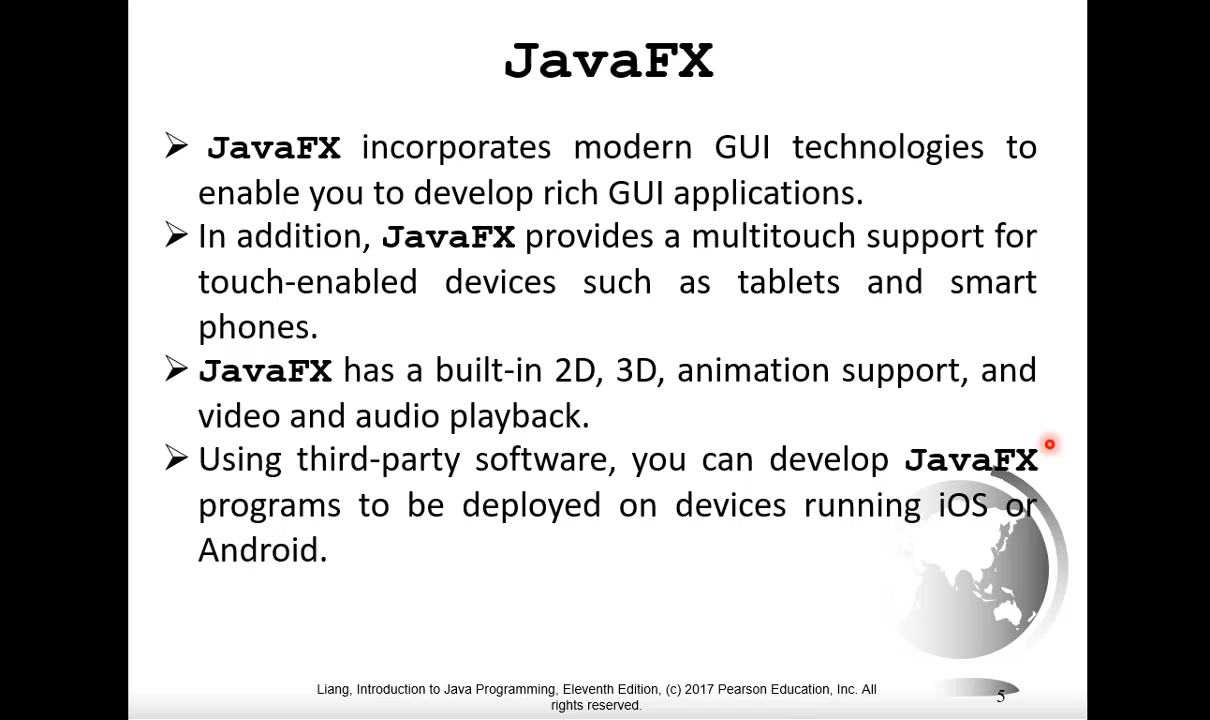 JavaFX
➢ JavaFX incorporates modern GUI technologies to
enable you to develop rich GUI applications.
➢ In addition, JavaFX provides a multitouch support for
touch-enabled devices such as tablets and smart
phones.
➢ JavaFX has a built-in 2D, 3D, animation support, and
video and audio playback.
➢ Using third-party software, you can develop JavaFX
programs to be deployed on devices running iOS or
Android.
Liang, Introduction to Java Programming, Eleventh Edition, (c) 2017 Pearson Education, Inc. All
rights reserved.
5